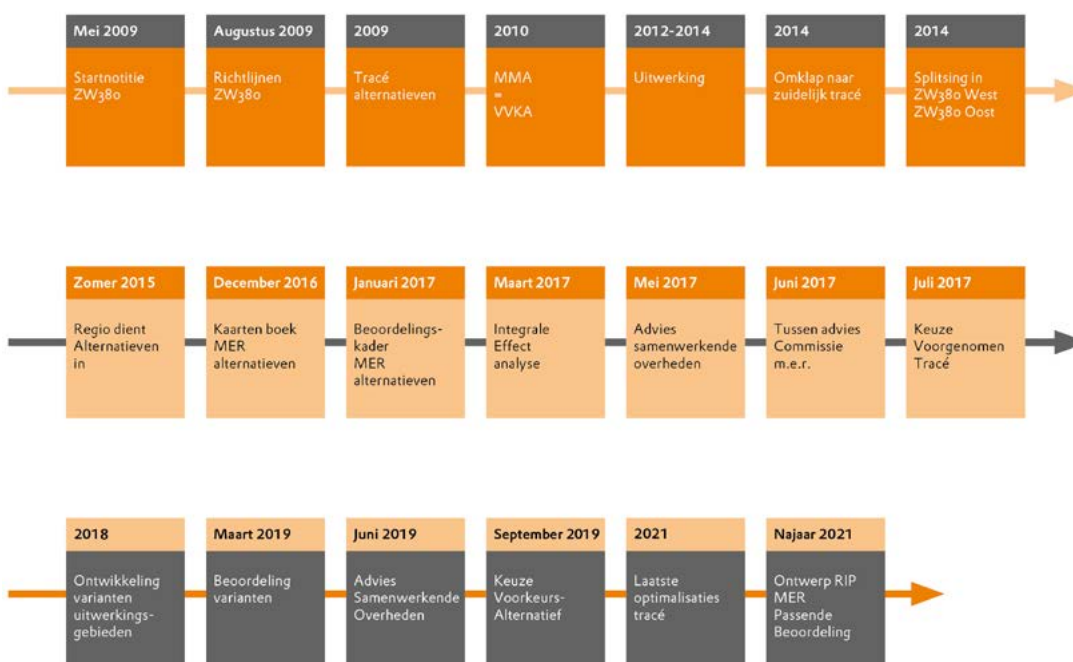 Mei 2009
Startnotitie
ZW380
Augustus 2009
Richtlijnen
ZW380
2009
Tracé
alternatieven
2010
MMA
=
VVKA
2012-2014
Uitwerking
2014
Omklap naar
zuidelijk tracé
2014
Splitsing in
ZW380 West
ZW380 Oost
Zomer 2015
Regio dient
Alternatieven
in
December 2016
Kaarten boek
MER
alternatieven
Januari 2017
Beoordelings-
kader
MER
alternatieven
Maart 2017
Integrale
Effect
analyse
Mei 2017
Advies
samenwerkende
overheden
Juni 2017
Tussen advies
Commissie
m.e.r.
Juli 2017
Keuze
Voorgenomen
Tracé
2018
Ontwikkeling
varianten
uitwerkings-
gebieden
Maart 2019
Beoordeling
varianten
Juni 2019
Advies
Samenwerkende
Overheden
September 2019
Keuze
Voorkeurs-
Alternatief
2021
Laatste
optimalisaties
tracé
Najaar 2021
Ontwerp RIP
MER
Passende
Beoordeling